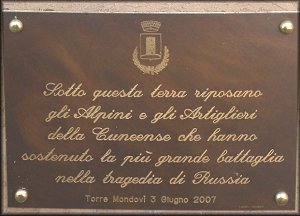 Sotto questa terra riposano
gli Alpini e gli Artiglieri
della Cuneense che hanno
sostenuto la più grande battaglia
nella tragedia di Russia
Torre Mondovì 3 Giugno 2007